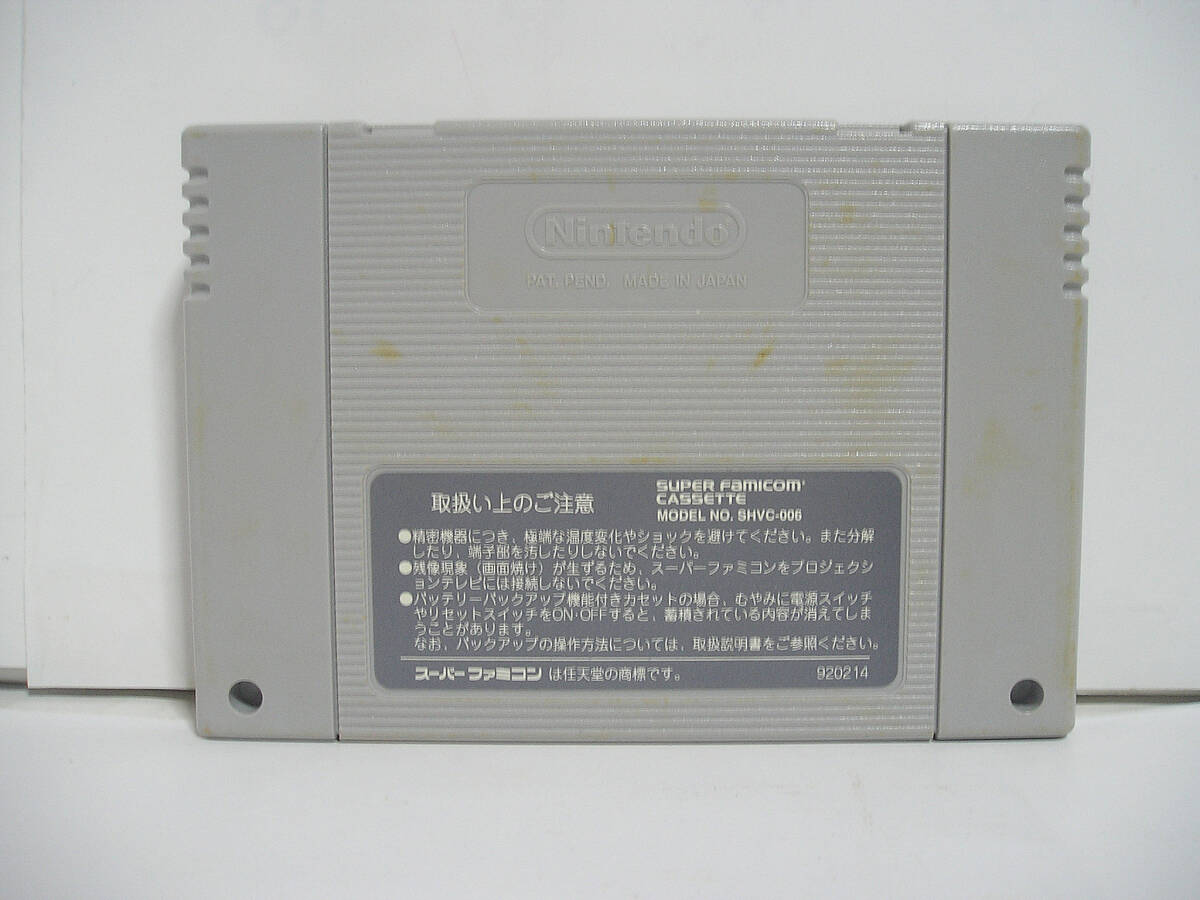 Nintendo
PAT. PEND. MADE IN JAPAN
取扱い上のご注意
SUPER FAMICOM
CASSETTE
MODEL NO. SHVC-006
●精密機器につき、極端な温度変化やショックを避けてください。また分解
したり、端子部を汚したりしないでください。
●残像現象（画面焼け）が生ずるため、スーパーファミコンをプロジェクシ
ョンテレビには接続しないでください。
●バッテリーバックアップ機能付きカセットの場合、むやみに電源スイッチ
やリセットスイッチをON・OFFすると、蓄積されている内容が消えてしま
うことがあります。
なお、バックアップの操作方法については、取扱説明書をご参照ください。
スーパーファミコン は任天堂の商標です。
920214